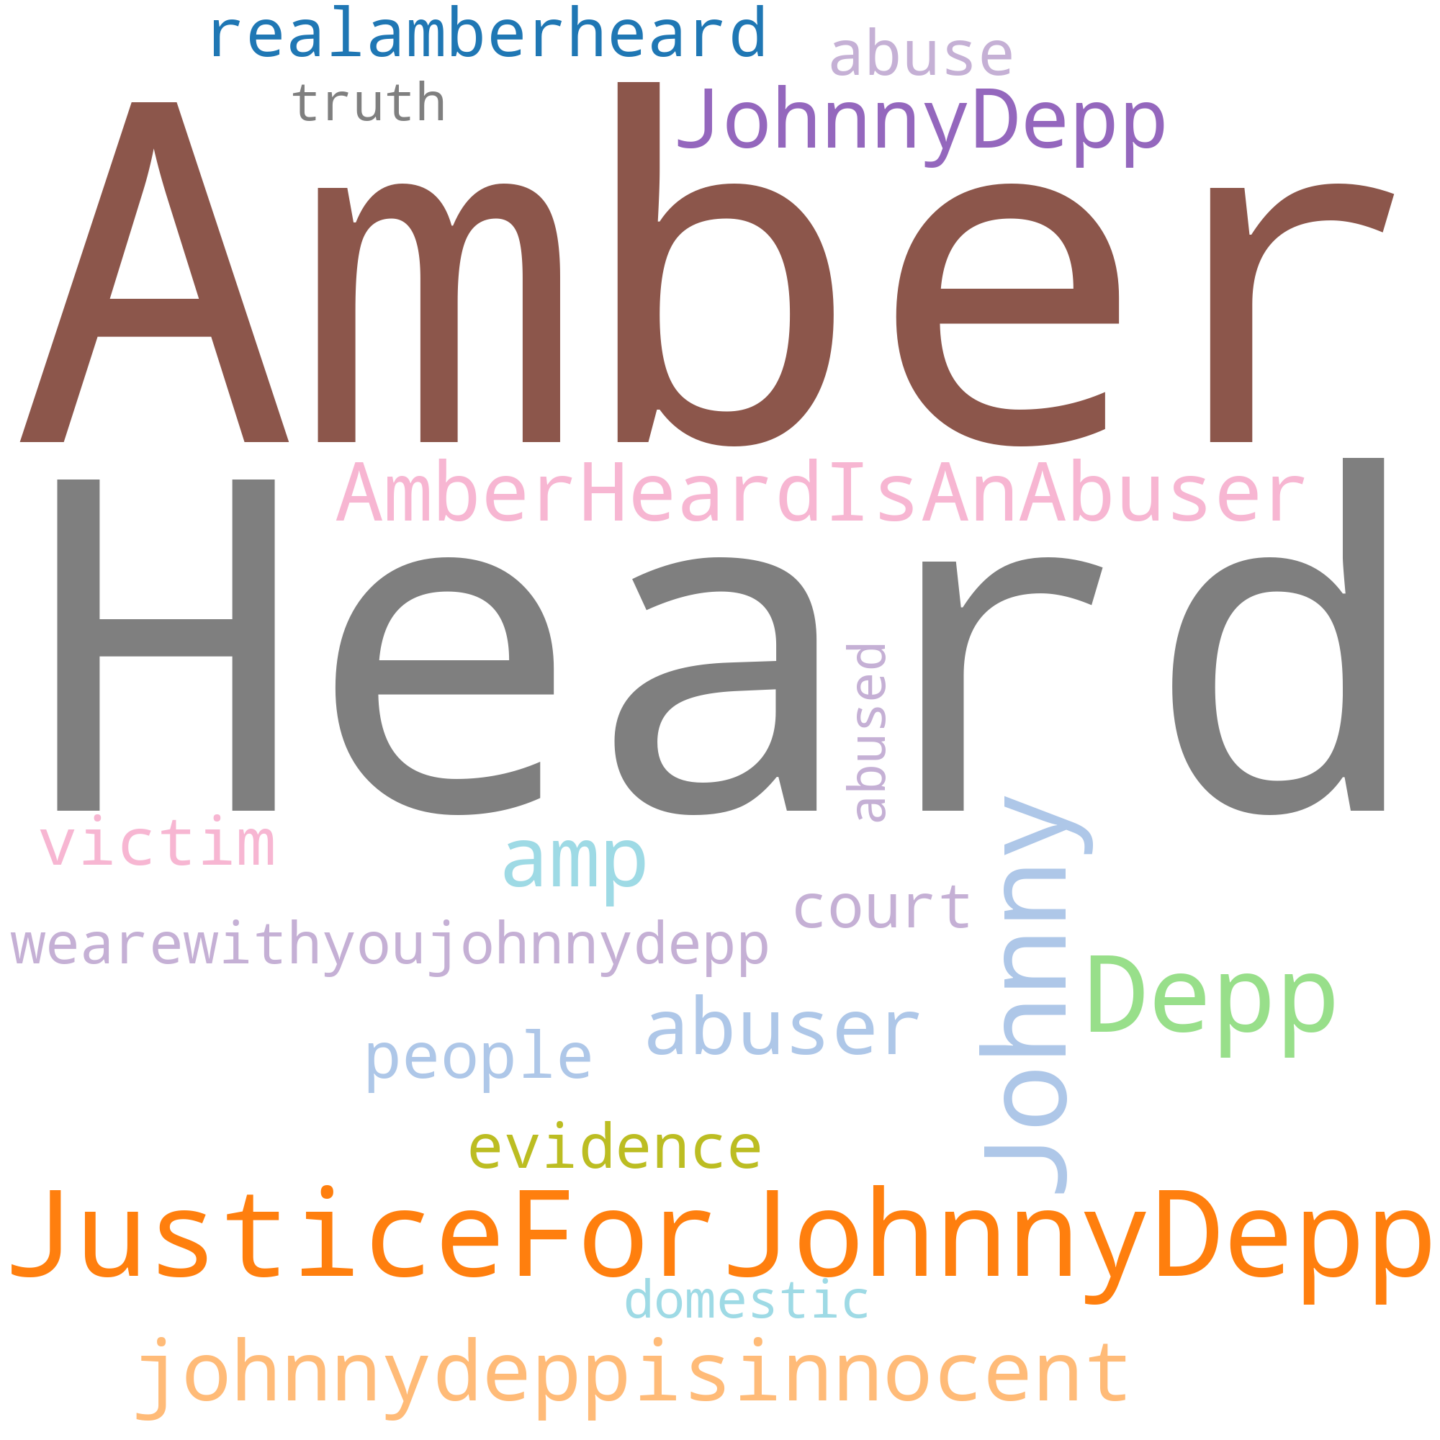 realamberheard
abuse
truth
JohnnyDepp
Amber
AmberHeardIsAnAbuser
Heard
abused
victim
amp
Johnny
court
wearewithyoujohnnydepp
Depp
abuser
people
evidence
JusticeForJohnnyDepp
domestic
johnnydeppisinnocent